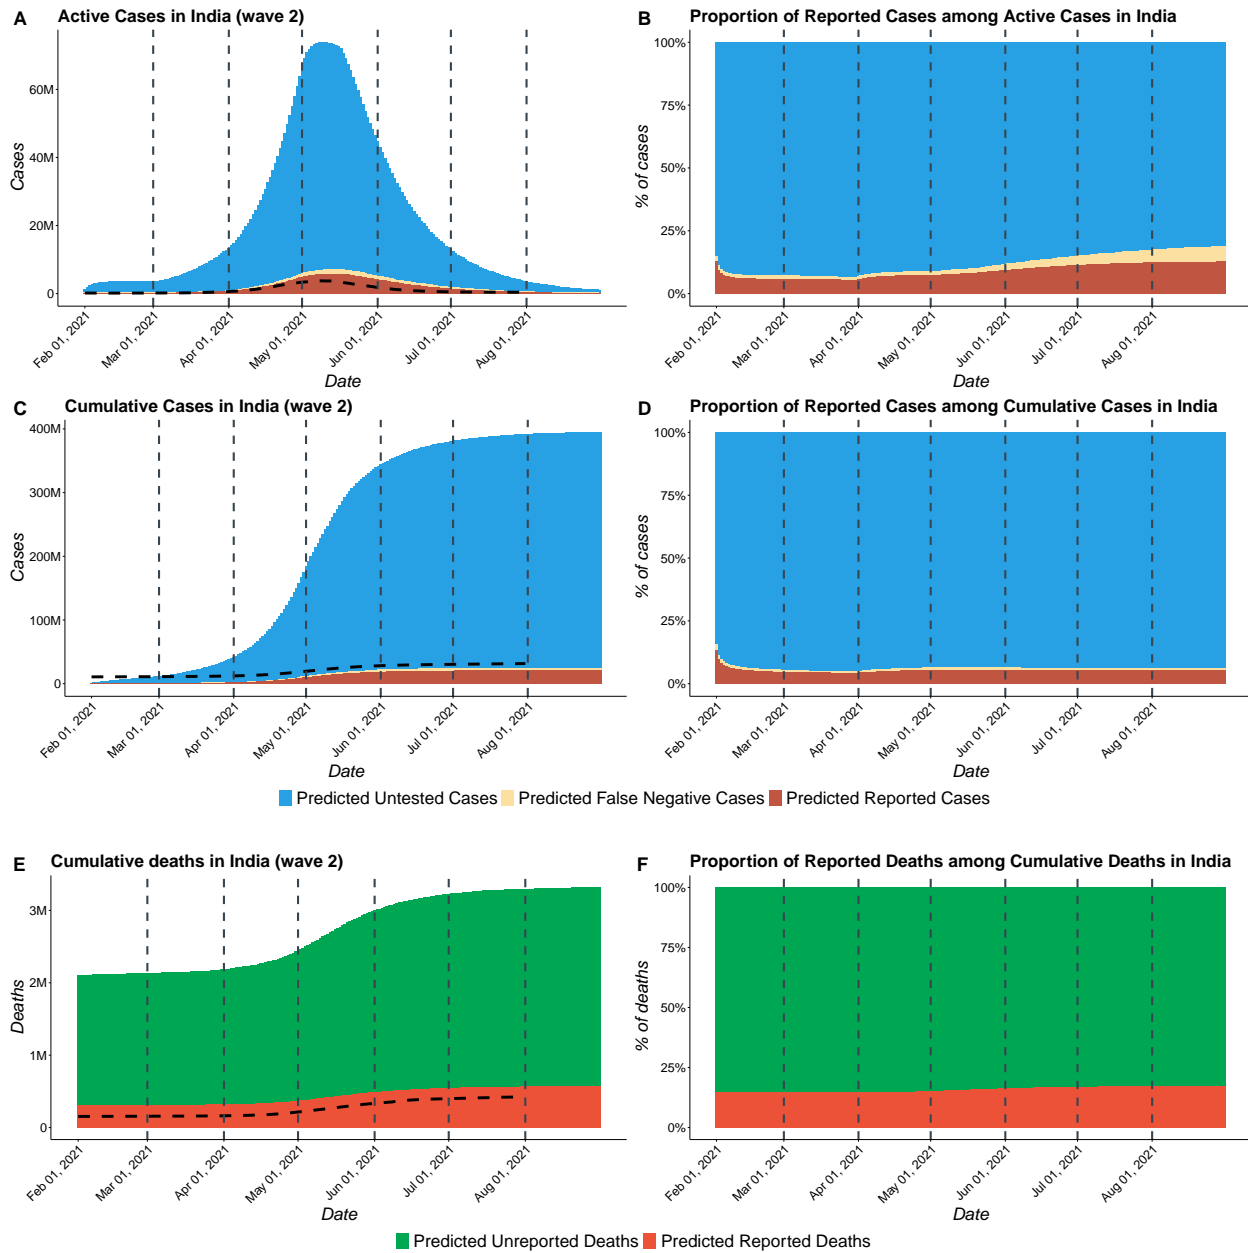 A Active Cases in India (wave 2)
Cases
60M
40M
20M
0
Feb 01, 2021 Mar 01, 2021 Apr 01, 2021 May 01, 2021 Jun 01, 2021 Jul 01, 2021 Aug 01, 2021
Date
B Proportion of Reported Cases among Active Cases in India
% of cases
100%
75%
50%
25%
0%
Feb 01, 2021 Mar 01, 2021 Apr 01, 2021 May 01, 2021 Jun 01, 2021 Jul 01, 2021 Aug 01, 2021
Date
C Cumulative Cases in India (wave 2)
Cases
400M
300M
200M
100M
0
Feb 01, 2021 Mar 01, 2021 Apr 01, 2021 May 01, 2021 Jun 01, 2021 Jul 01, 2021 Aug 01, 2021
Date
D Proportion of Reported Cases among Cumulative Cases in India
% of cases
100%
75%
50%
25%
0%
Feb 01, 2021 Mar 01, 2021 Apr 01, 2021 May 01, 2021 Jun 01, 2021 Jul 01, 2021 Aug 01, 2021
Date
Predicted Untested Cases Predicted False Negative Cases Predicted Reported Cases
E Cumulative deaths in India (wave 2)
Deaths
3M
2M
1M
0
Feb 01, 2021 Mar 01, 2021 Apr 01, 2021 May 01, 2021 Jun 01, 2021 Jul 01, 2021 Aug 01, 2021
Date
F Proportion of Reported Deaths among Cumulative Deaths in India
% of deaths
100%
75%
50%
25%
0%
Feb 01, 2021 Mar 01, 2021 Apr 01, 2021 May 01, 2021 Jun 01, 2021 Jul 01, 2021 Aug 01, 2021
Date
Predicted Unreported Deaths Predicted Reported Deaths